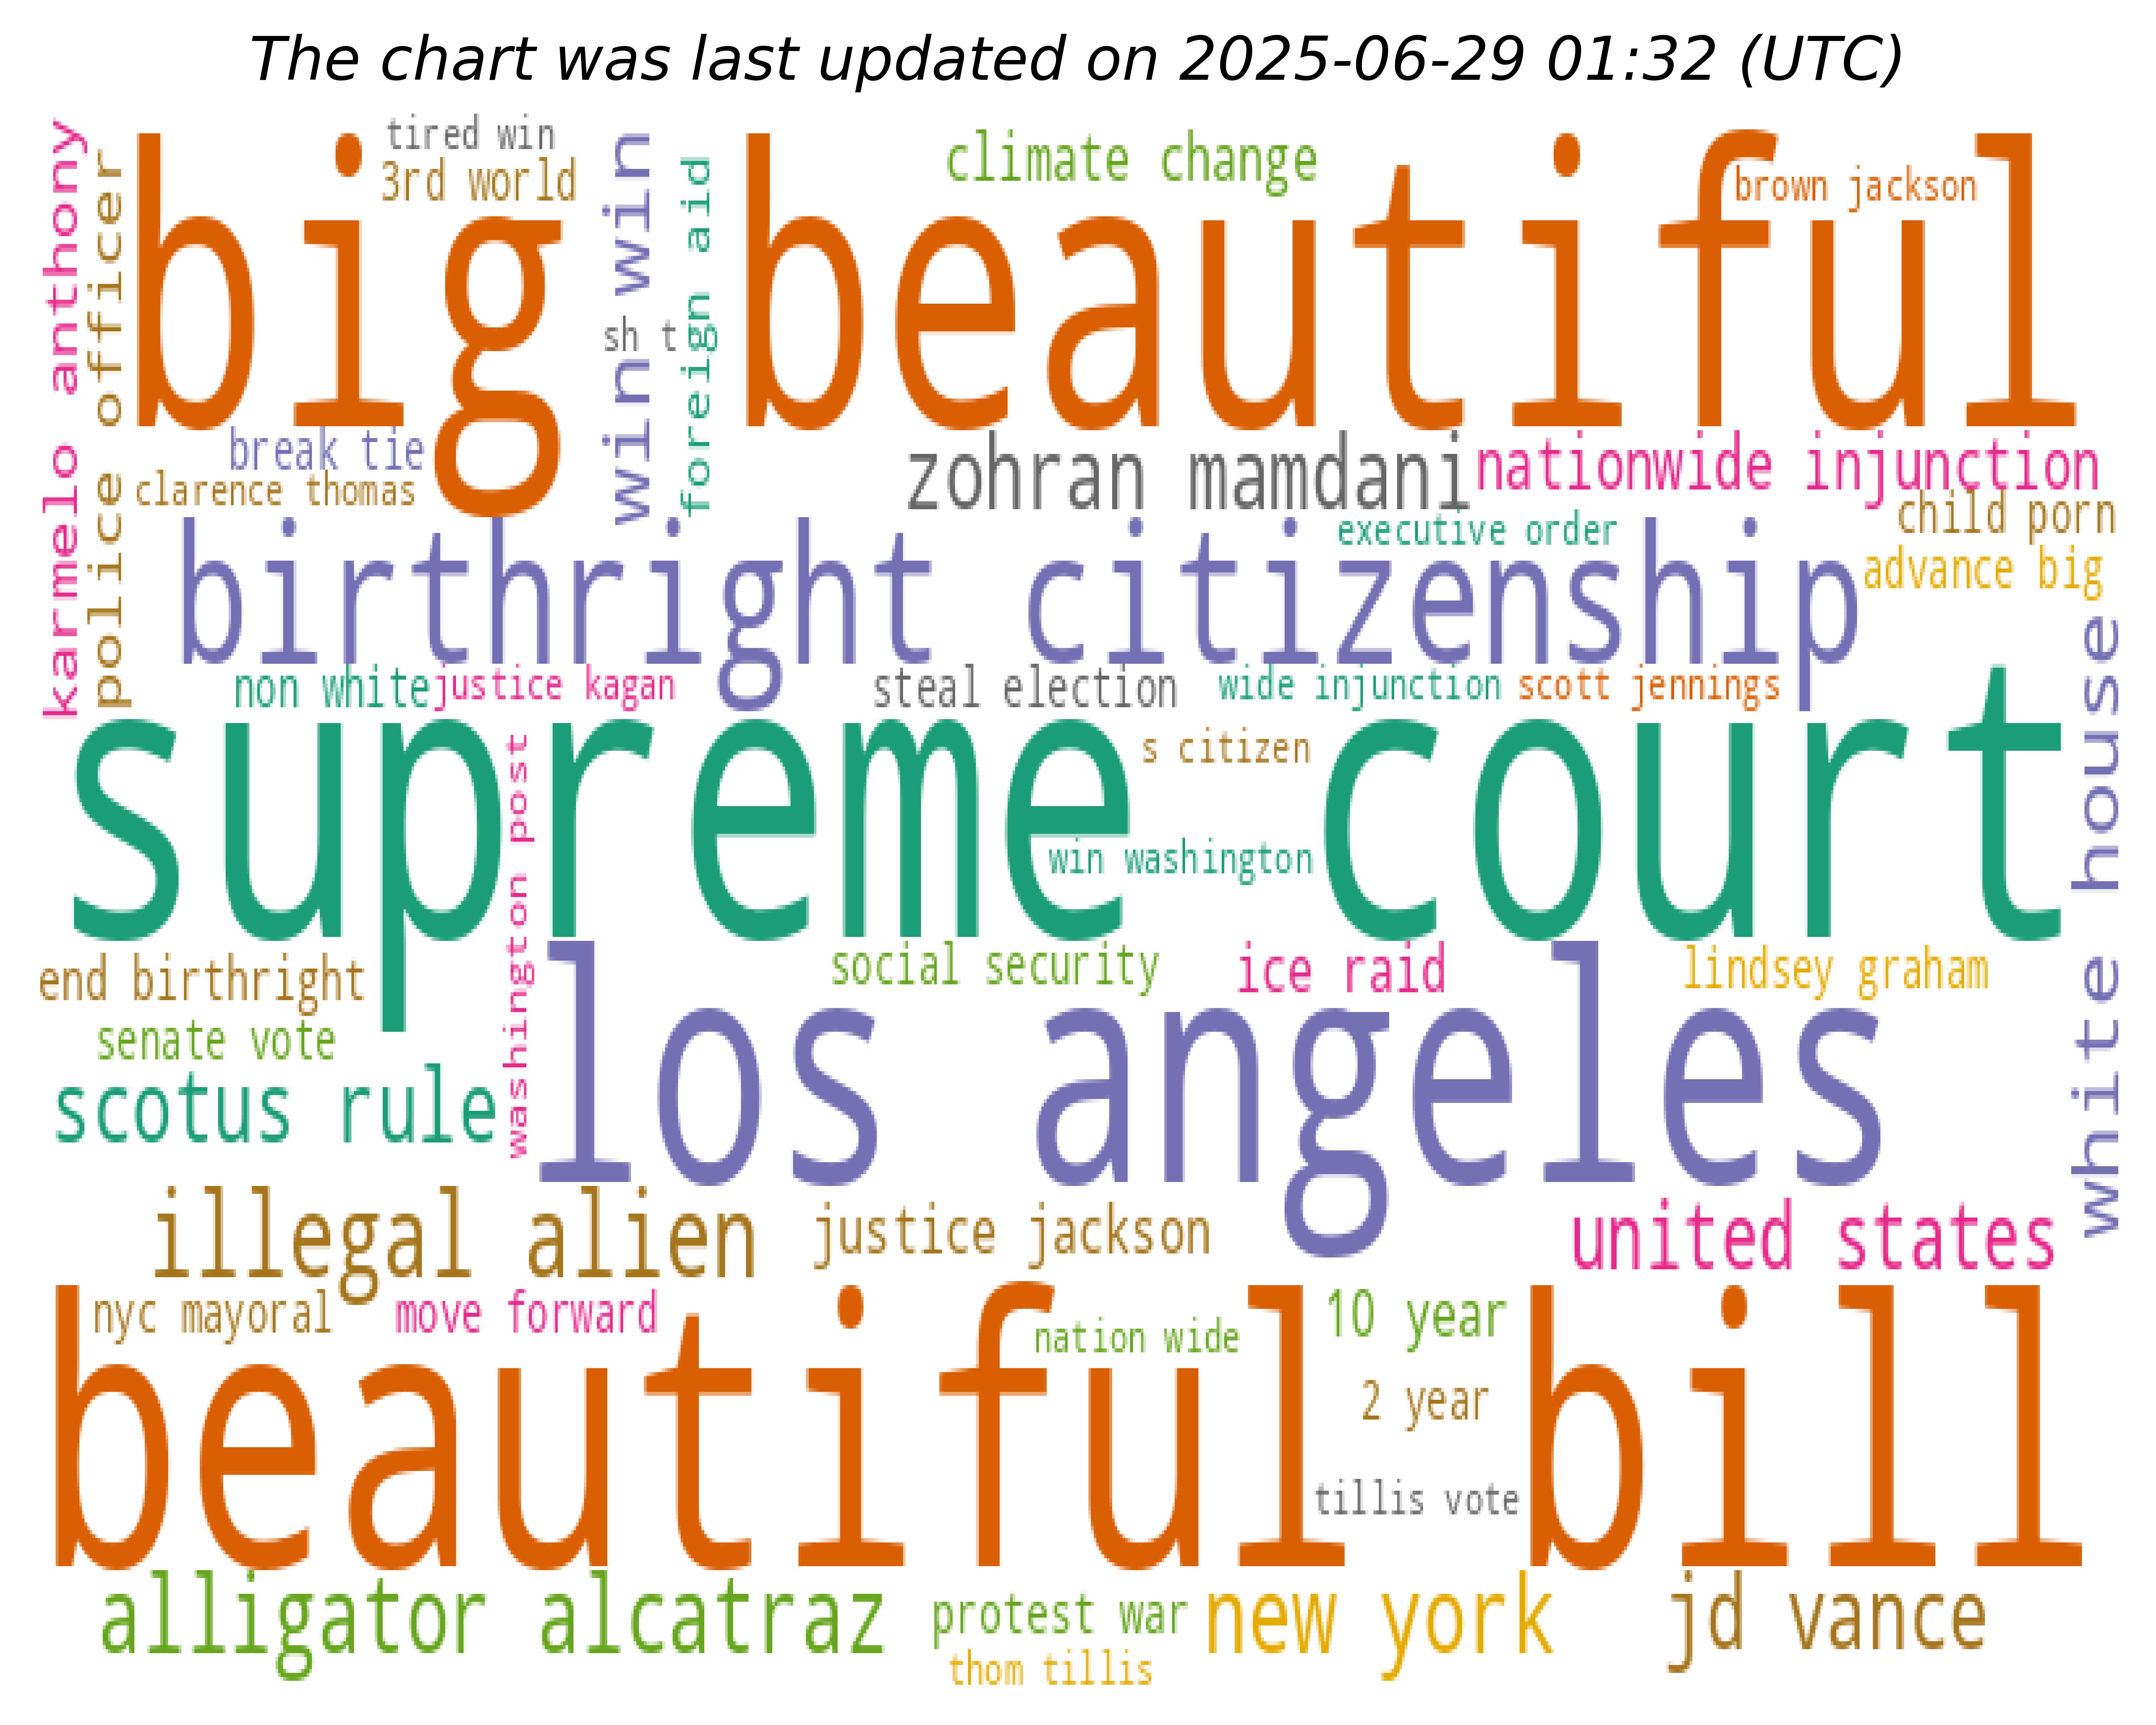 The chart was last updated on 2025-06-29 01:32 (UTC)
tired win
3rd world
climate change
brown jackson
karmelo anthony
police officer
big beautiful
win win
foreign aid
sh t
break tie
clarence thomas
zohran mamdani
nationwide injunction
child porn
executive order
advance big
birthright citizenship
non white
justice kagan
steal election
wide injunction
scott jennings
white house
supreme court
s citizen
washington post
win washington
end birthright
social security
ice raid
lindsey graham
senate vote
scotus rule
los angeles
illegal alien
justice jackson
united states
nyc mayoral
move forward
nation wide
10 year
2 year
tillis vote
beautiful bill
alligator alcatraz
protest war
new york
jd vance
thom tillis